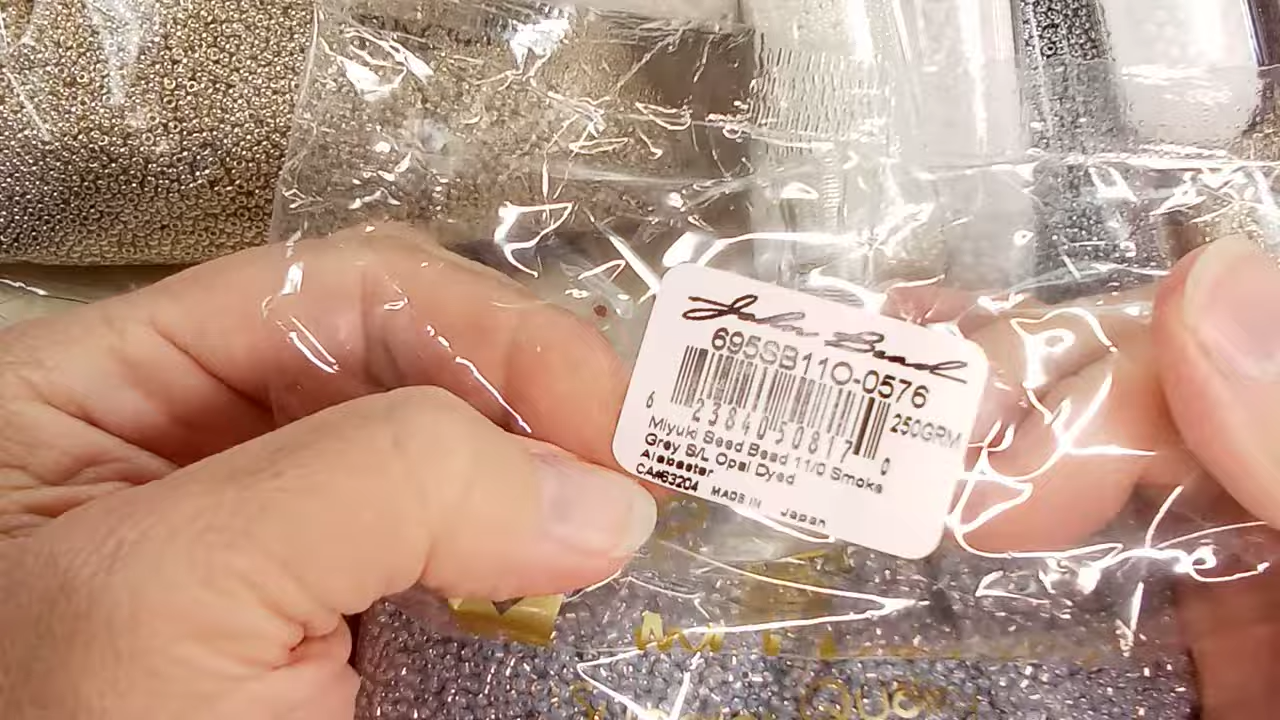 John Bead
695SB11O-0576
6 23840 50817 0
250GRM
Miyuki Seed Bead 11/0 Smoke
Grey S/L Opal Dyed
Alabaster
CA#63204 MADE IN Japan